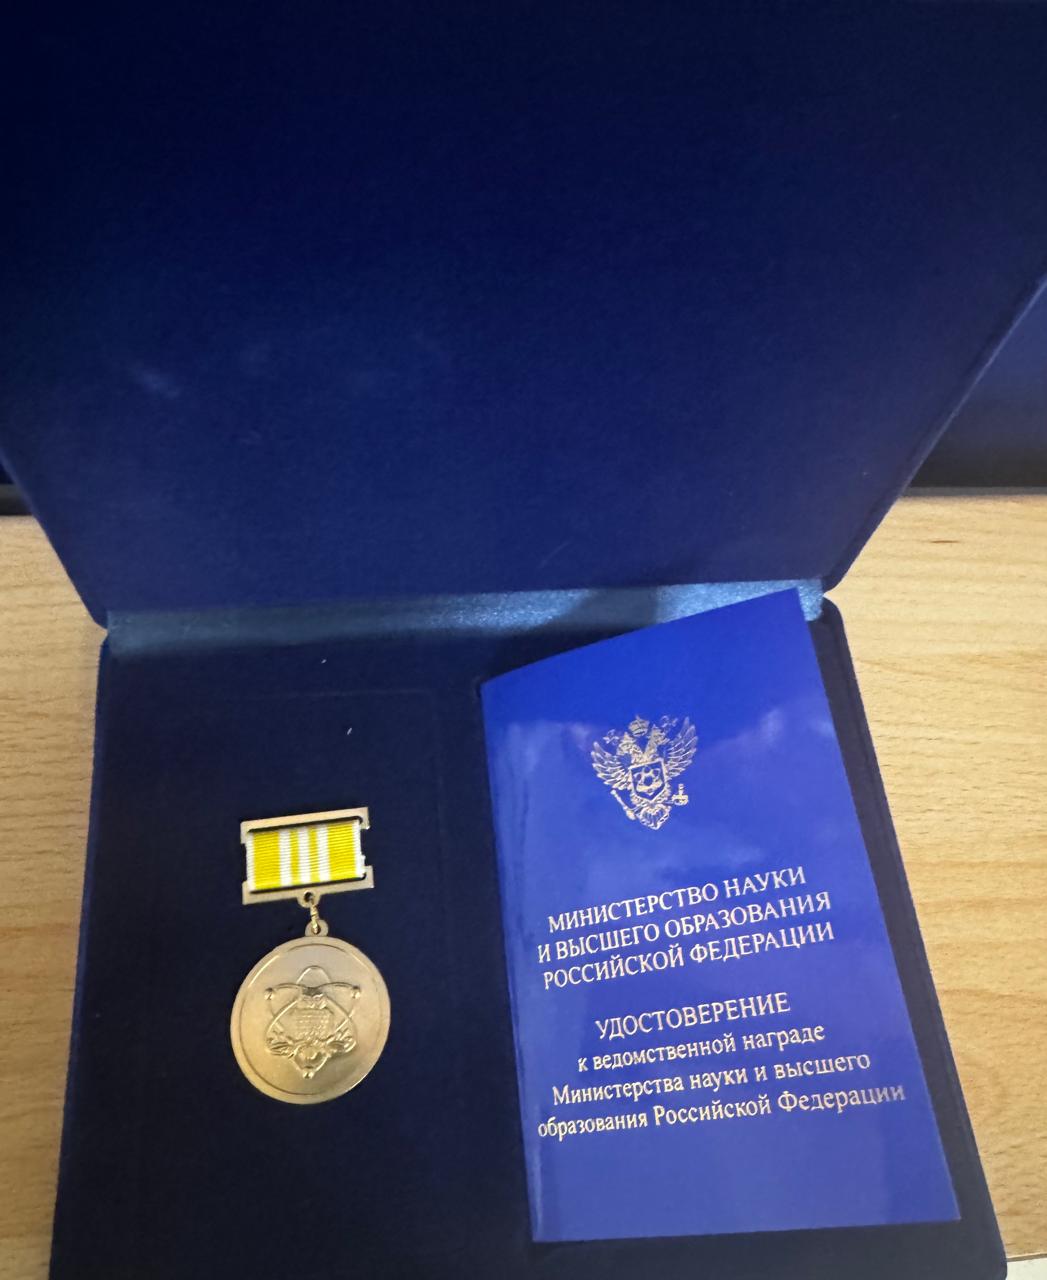 МИНИСТЕРСТВО НАУКИ
И ВЫСШЕГО ОБРАЗОВАНИЯ
РОССИЙСКОЙ ФЕДЕРАЦИИ
УДОСТОВЕРЕНИЕ
к ведомственной награде
Министерства науки и высшего
образования Российской Федерации